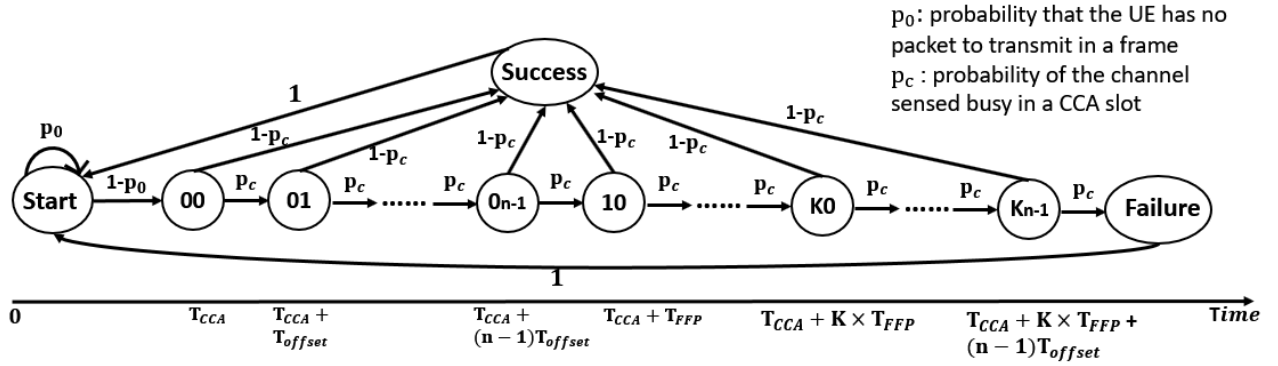 p₀: probability that the UE has no
packet to transmit in a frame
p_c : probability of the channel
sensed busy in a CCA slot
Success
1
p₀
1-p_c
1-p_c
1-p_c
1-p_c
1-p_c
1-p_c
Start
1-p₀
00
p_c
01
p_c
......
p_c
0n-1
p_c
10
p_c
......
p_c
K0
p_c
......
p_c
Kn-1
p_c
Failure
1
0
T_CCA
T_CCA +
T_offset
T_CCA +
(n − 1)T_offset
T_CCA + T_FFP
T_CCA + K × T_FFP
T_CCA + K × T_FFP +
(n − 1)T_offset
Time